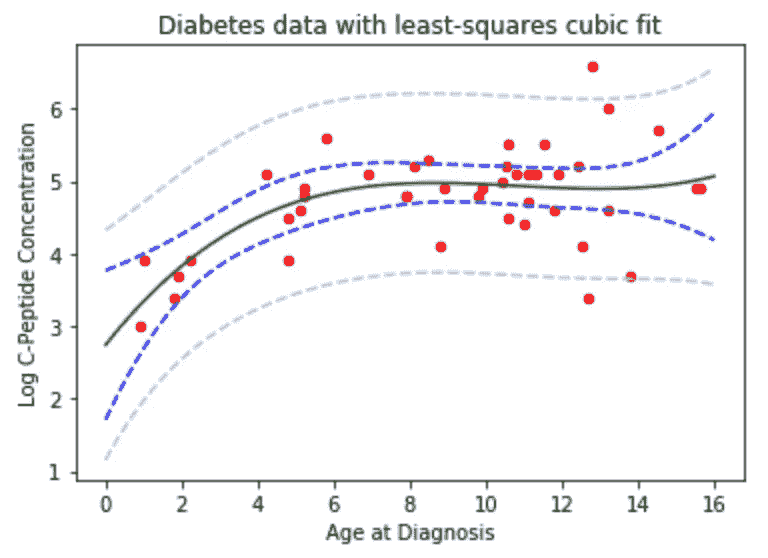 Diabetes data with least-squares cubic fit
Log C-Peptide Concentration
6
5
4
3
2
1
0 2 4 6 8 10 12 14 16
Age at Diagnosis